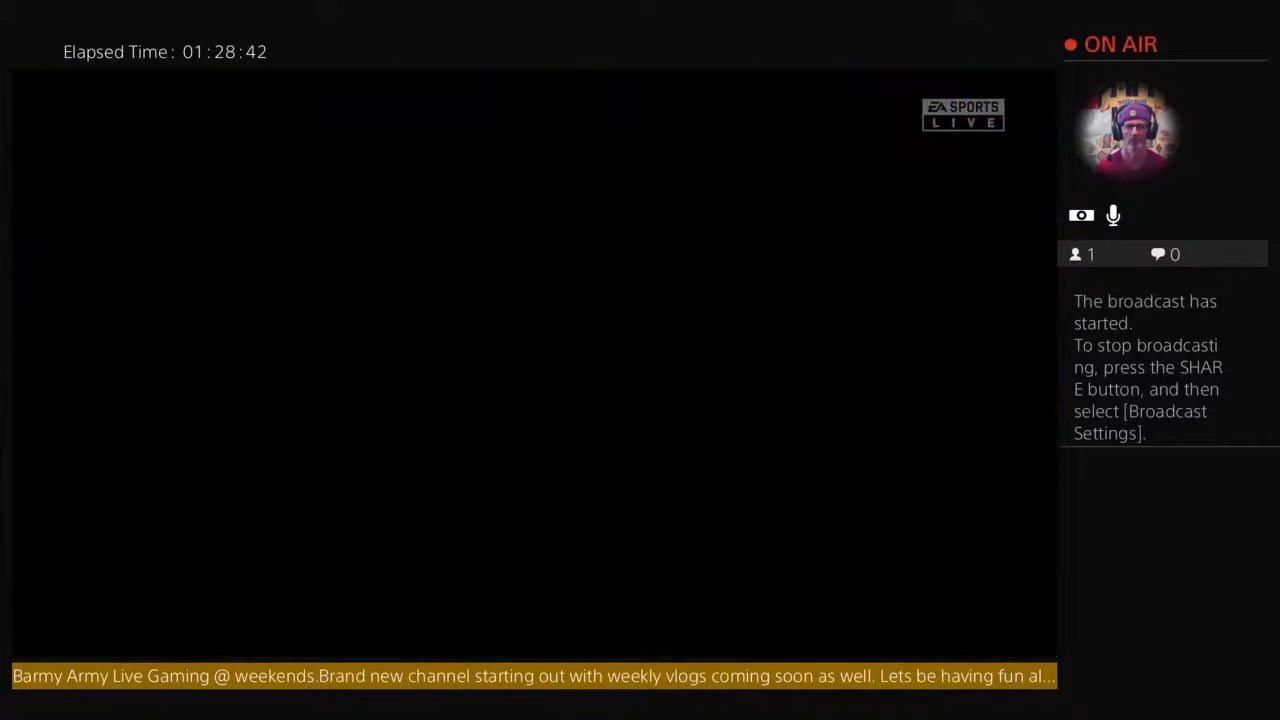 Elapsed Time: 01:28:42
ON AIR
EA SPORTS
LIVE
1 0
The broadcast has
started.
To stop broadcasti
ng, press the SHAR
E button, and then
select [Broadcast
Settings].
Barmy Army Live Gaming @ weekends.Brand new channel starting out with weekly vlogs coming soon as well. Lets be having fun al...